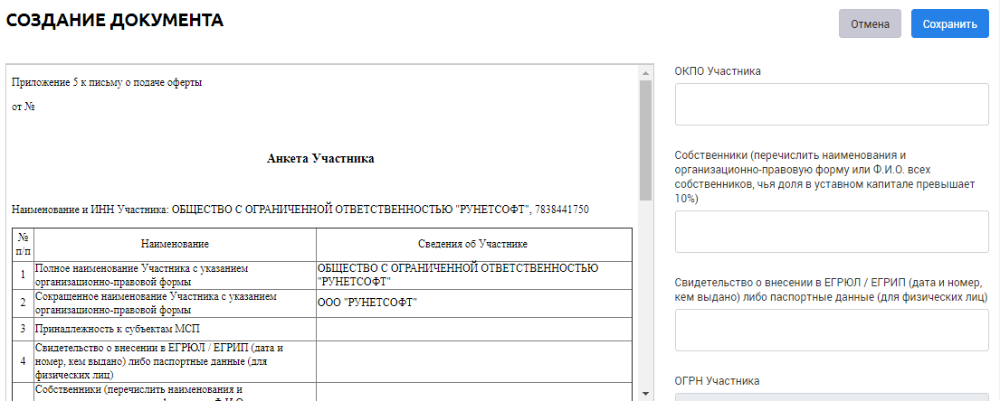 СОЗДАНИЕ ДОКУМЕНТА
Отмена
Сохранить
Приложение 5 к письму о подаче оферты
от №
Анкета Участника
Наименование и ИНН Участника: ОБЩЕСТВО С ОГРАНИЧЕННОЙ ОТВЕТСТВЕННОСТЬЮ "РУНЕТСОФТ", 7838441750
№ п/п
Наименование
Сведения об Участнике
1
Полное наименование Участника с указанием
организационно-правовой формы
ОБЩЕСТВО С ОГРАНИЧЕННОЙ ОТВЕТСТВЕННОСТЬЮ
"РУНЕТСОФТ"
2
Сокращенное наименование Участника с указанием
организационно-правовой формы
ООО "РУНЕТСОФТ"
3
Принадлежность к субъектам МСП
4
Свидетельство о внесении в ЕГРЮЛ / ЕГРИП (дата и
номер, кем выдано) либо паспортные данные (для
физических лиц)
Собственники (перечислить наименования и
ОКПО Участника
Собственники (перечислить наименования и
организационно-правовую форму или Ф.И.О. всех
собственников, чья доля в уставном капитале превышает
10%)
Свидетельство о внесении в ЕГРЮЛ / ЕГРИП (дата и номер,
кем выдано) либо паспортные данные (для физических лиц)
ОГРН Участника